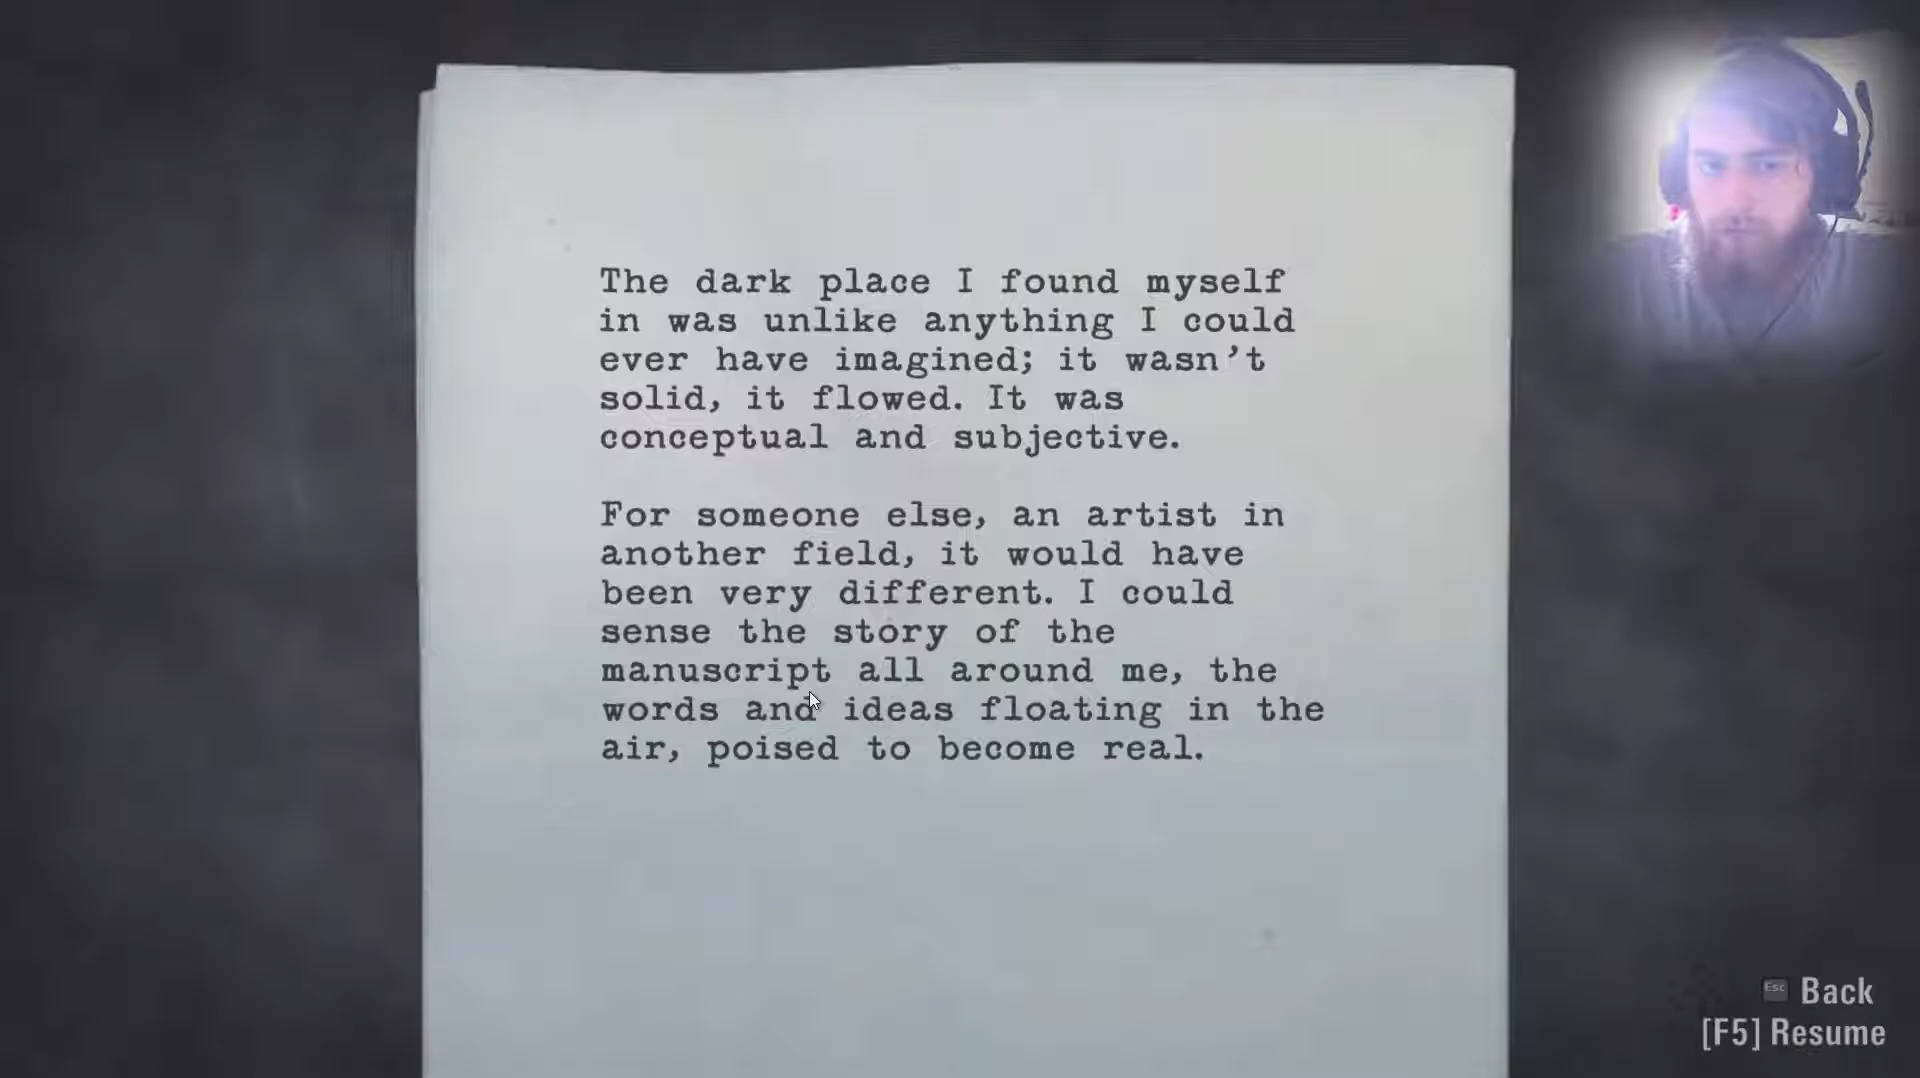 The dark place I found myself
in was unlike anything I could
ever have imagined; it wasn't
solid, it flowed. It was
conceptual and subjective.
For someone else, an artist in
another field, it would have
been very different. I could
sense the story of the
manuscript all around me, the
words and ideas floating in the
air, poised to become real.
Esc Back
[F5] Resume